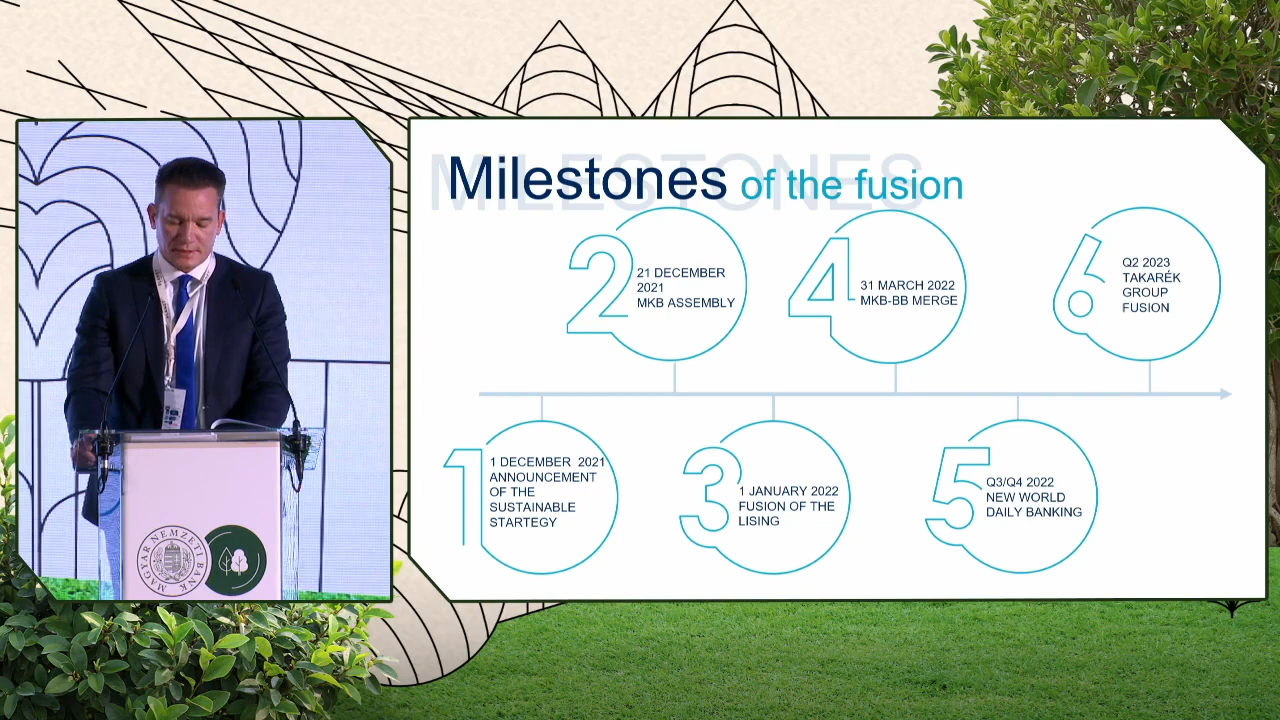 MILESTONES
Milestones of the fusion
1
1 DECEMBER 2021
ANNOUNCEMENT
OF THE
SUSTAINABLE
STARTEGY
2
21 DECEMBER
2021
MKB ASSEMBLY
3
1 JANUARY 2022
FUSION OF THE
LISING
4
31 MARCH 2022
MKB-BB MERGE
5
Q3/Q4 2022
NEW WORLD
DAILY BANKING
6
Q2 2023
TAKARÉK
GROUP
FUSION
MAGYAR NEMZETI BANK